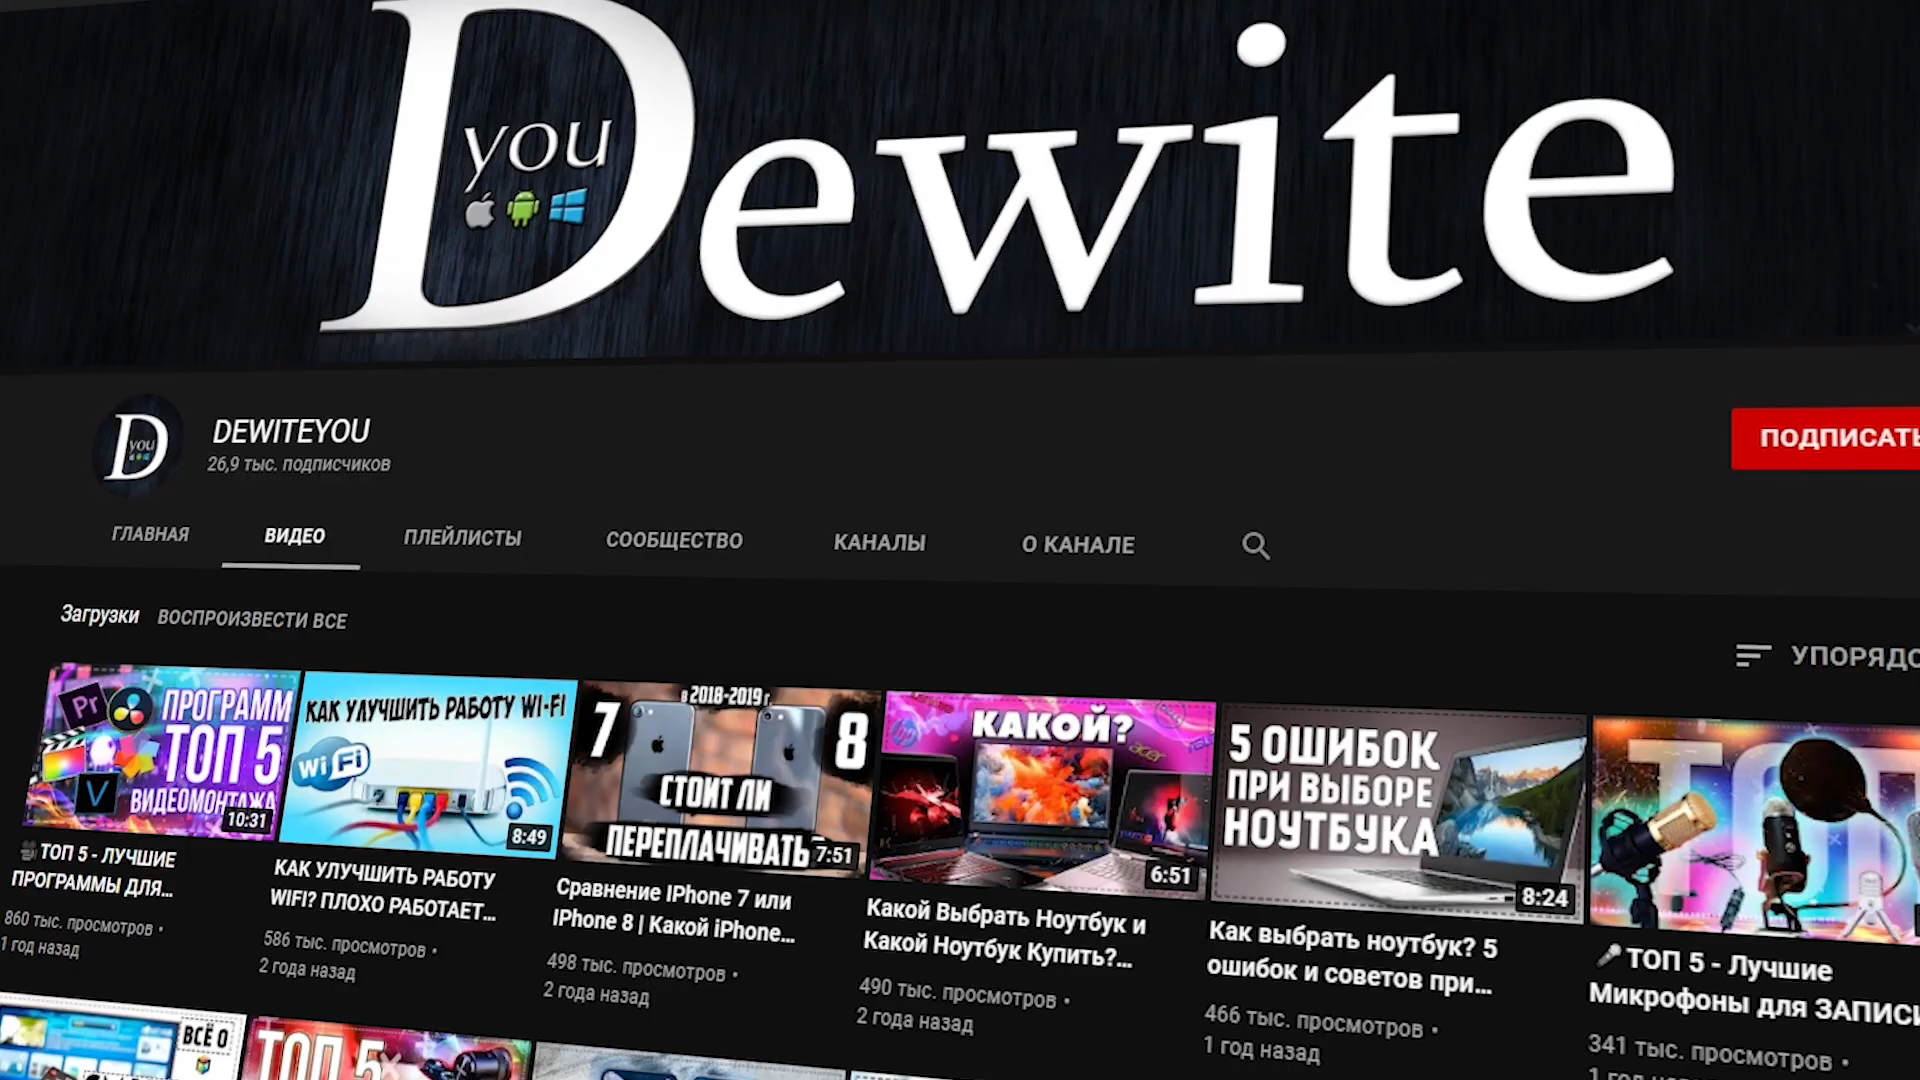 Dewite
you
you
DEWITEYOU
26,9 тыс. подписчиков
ПОДПИСАТЬ
ГЛАВНАЯ
ВИДЕО
ПЛЕЙЛИСТЫ
СООБЩЕСТВО
КАНАЛЫ
О КАНАЛЕ
Загрузки
ВОСПРОИЗВЕСТИ ВСЕ
УПОРЯДО
Pr
ПРОГРАММ
ТОП 5
V
ВИДЕОМОНТАЖА
10:31
ТОП 5 - ЛУЧШИЕ
ПРОГРАММЫ ДЛЯ...
860 тыс. просмотров •
1 год назад
КАК УЛУЧШИТЬ РАБОТУ WI-FI
Wi Fi
8:49
КАК УЛУЧШИТЬ РАБОТУ
WIFI? ПЛОХО РАБОТАЕТ...
586 тыс. просмотров •
2 года назад
в 2018-2019 г
7
8
СТОИТ ЛИ
ПЕРЕПЛАЧИВАТЬ
7:51
Сравнение IPhone 7 или
IPhone 8 | Какой iPhone...
498 тыс. просмотров •
2 года назад
КАКОЙ?
acer
6:51
Какой Выбрать Ноутбук и
Какой Ноутбук Купить?...
490 тыс. просмотров •
2 года назад
5 ОШИБОК
ПРИ ВЫБОРЕ
НОУТБУКА
8:24
Как выбрать ноутбук? 5
ошибок и советов при...
466 тыс. просмотров •
1 год назад
ТОП
ТОП 5 - Лучшие
Микрофоны для ЗАПИСИ
341 тыс. просмотров •
ВСЁ О
ТОП 5